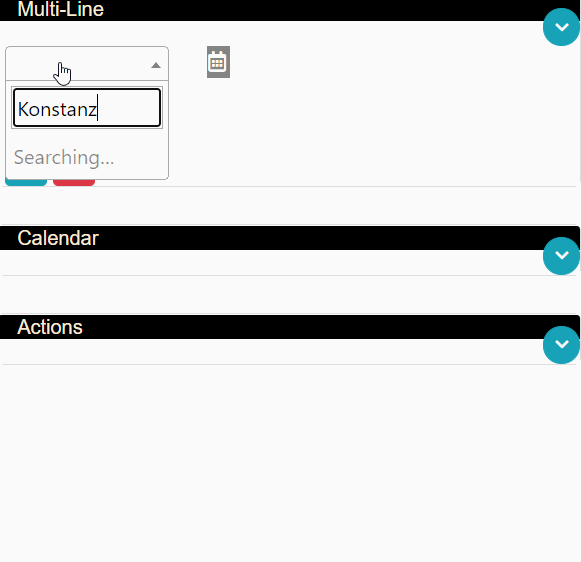 Multi-Line
Konstanz
Searching...
Calendar
Actions